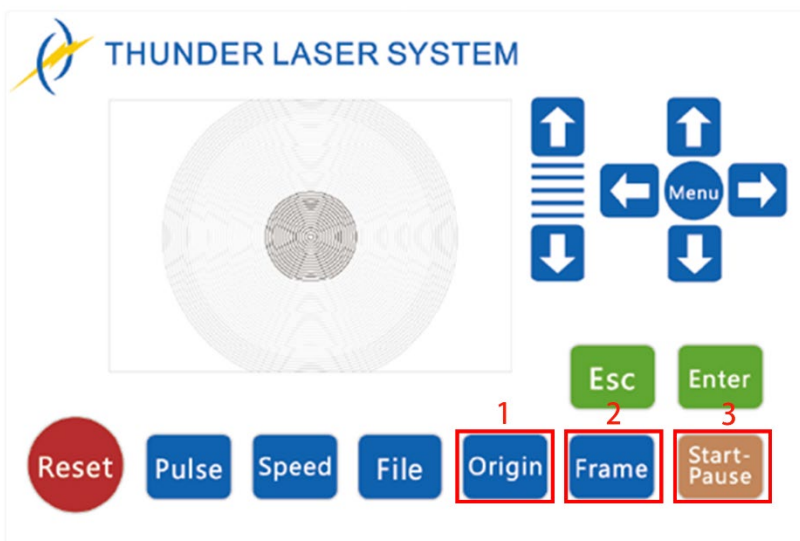 THUNDER LASER SYSTEM
Menu
Esc
Enter
1
2
3
Reset
Pulse
Speed
File
Origin
Frame
Start-
Pause